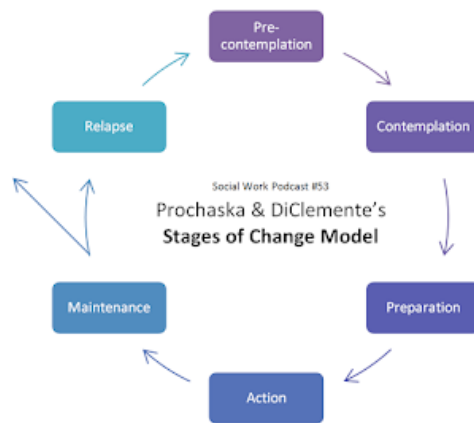 Pre-
contemplation
Contemplation
Preparation
Action
Maintenance
Relapse
Social Work Podcast #53
Prochaska & DiClemente's
Stages of Change Model